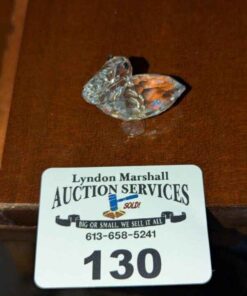 Lyndon Marshall
AUCTION SERVICES
SOLD!
BIG OR SMALL, WE SELL IT ALL
613-658-5241
130